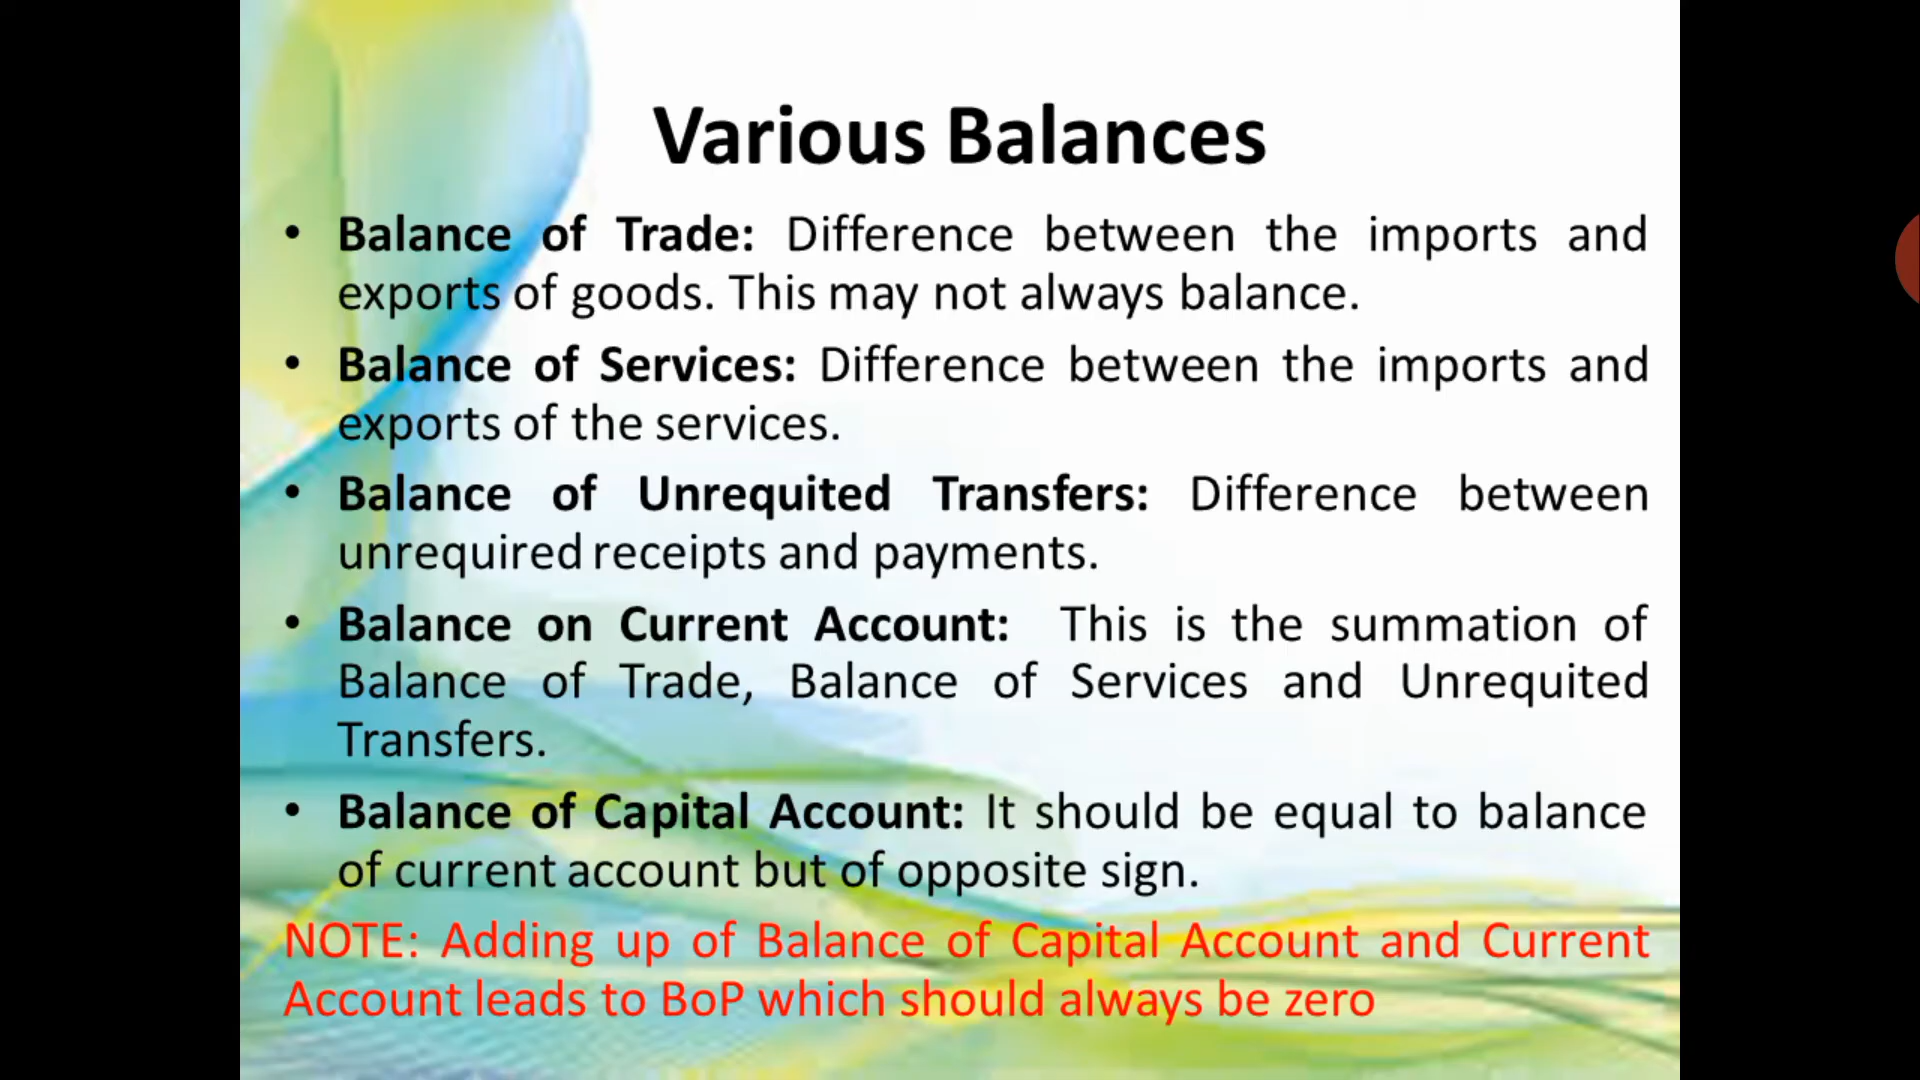 Various Balances
• Balance of Trade: Difference between the imports and
exports of goods. This may not always balance.
• Balance of Services: Difference between the imports and
exports of the services.
• Balance of Unrequited Transfers: Difference between
unrequired receipts and payments.
• Balance on Current Account: This is the summation of
Balance of Trade, Balance of Services and Unrequited
Transfers.
• Balance of Capital Account: It should be equal to balance
of current account but of opposite sign.
NOTE: Adding up of Balance of Capital Account and Current
Account leads to BoP which should always be zero